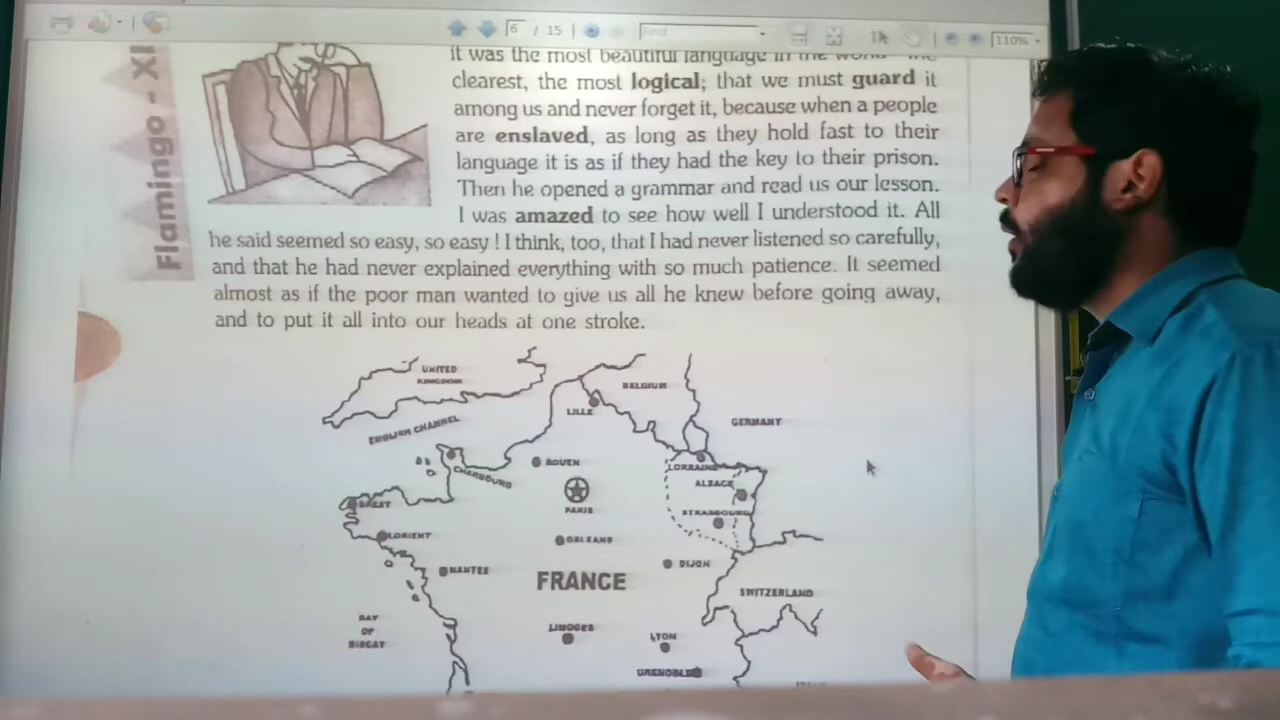 6 / 15
Find
110%
Flamingo - XI
it was the most beautiful language in the world
clearest, the most logical; that we must guard it
among us and never forget it, because when a people
are enslaved, as long as they hold fast to their
language it is as if they had the key to their prison.
Then he opened a grammar and read us our lesson.
I was amazed to see how well I understood it. All
he said seemed so easy, so easy ! I think, too, that I had never listened so carefully,
and that he had never explained everything with so much patience. It seemed
almost as if the poor man wanted to give us all he knew before going away,
and to put it all into our heads at one stroke.
UNITED
KINGDOM
BELGIUM
LILLE
ENGLISH CHANNEL
GERMANY
CHERBOURG
ROUEN
LORRAINE
ALSACE
BREST
PARIS
STRASBOURG
LORIENT
ORLEANS
NANTES
DIJON
FRANCE
SWITZERLAND
BAY
OF
BISCAY
LIMOGES
LYON
GRENOBLE